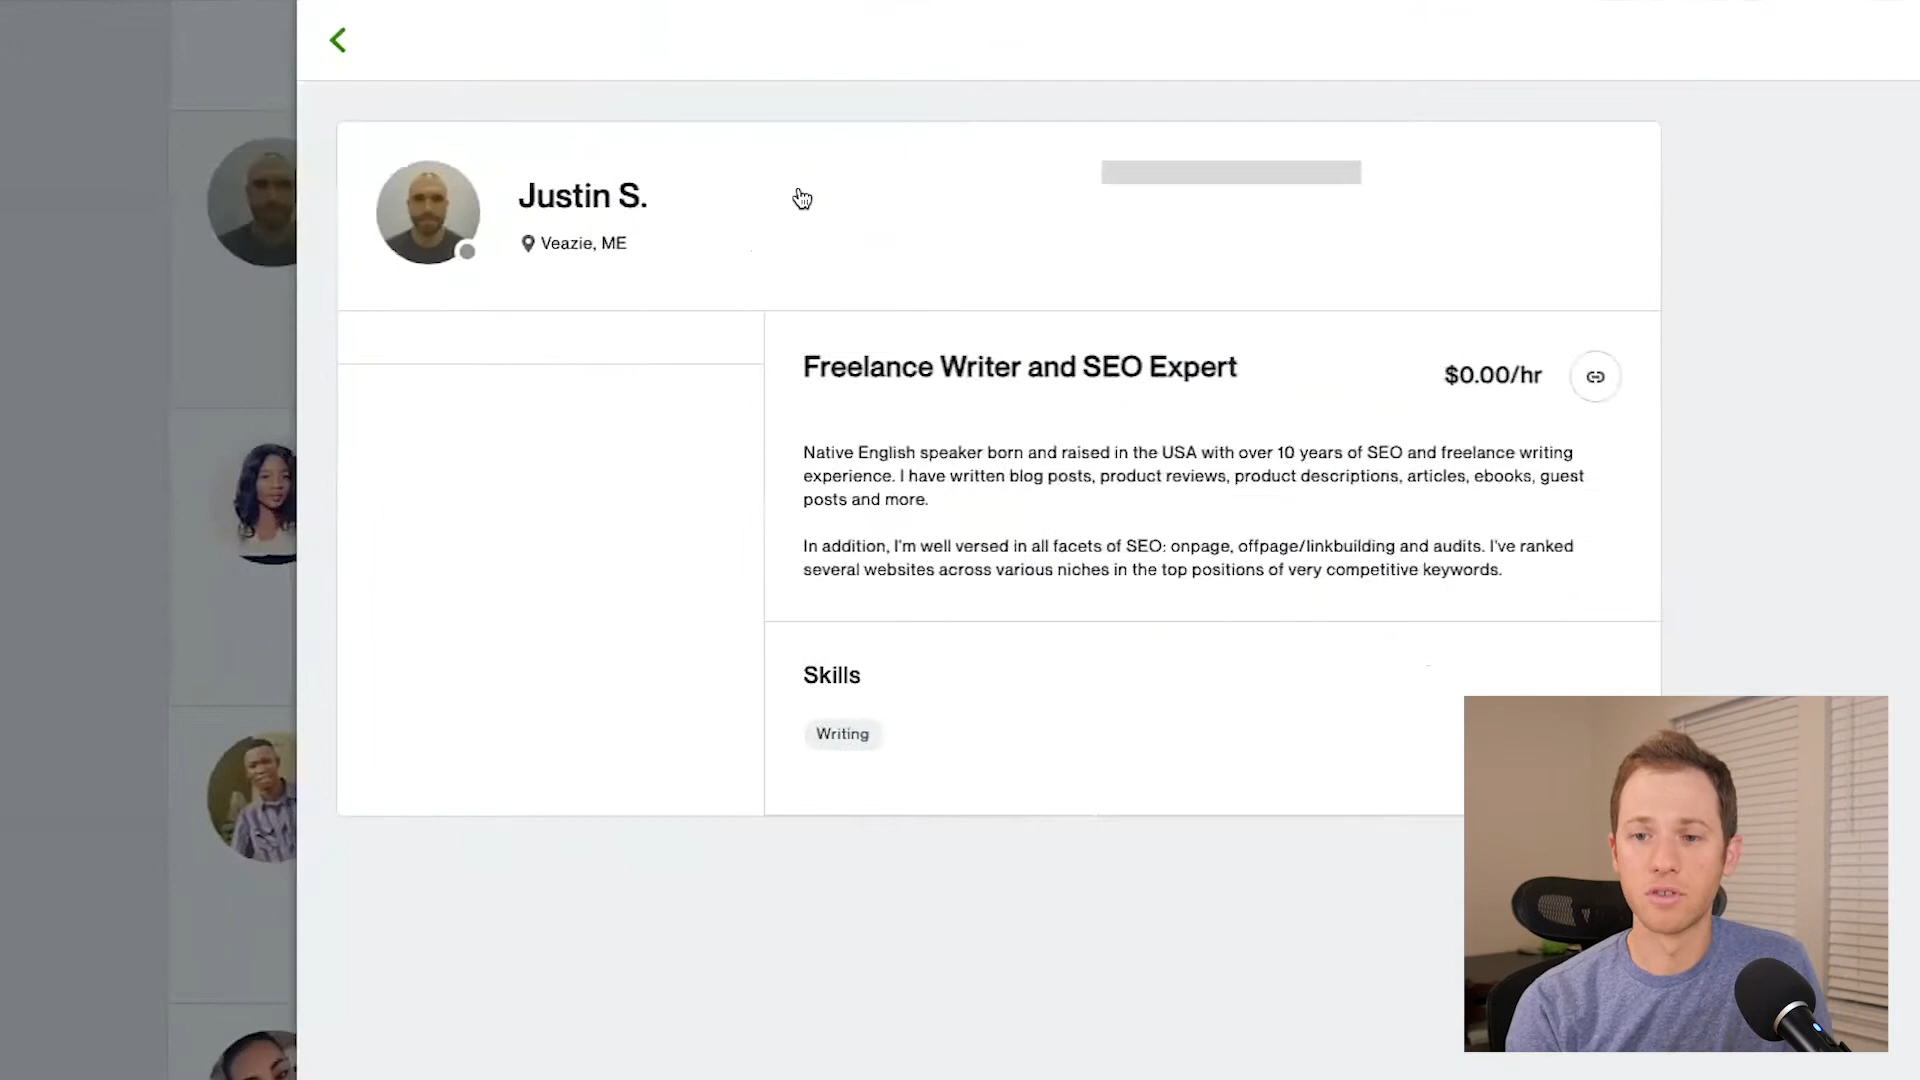 Justin S.
Veazie, ME
Freelance Writer and SEO Expert
$0.00/hr
Native English speaker born and raised in the USA with over 10 years of SEO and freelance writing
experience. I have written blog posts, product reviews, product descriptions, articles, ebooks, guest
posts and more.
In addition, I'm well versed in all facets of SEO: onpage, offpage/linkbuilding and audits. I've ranked
several websites across various niches in the top positions of very competitive keywords.
Skills
Writing